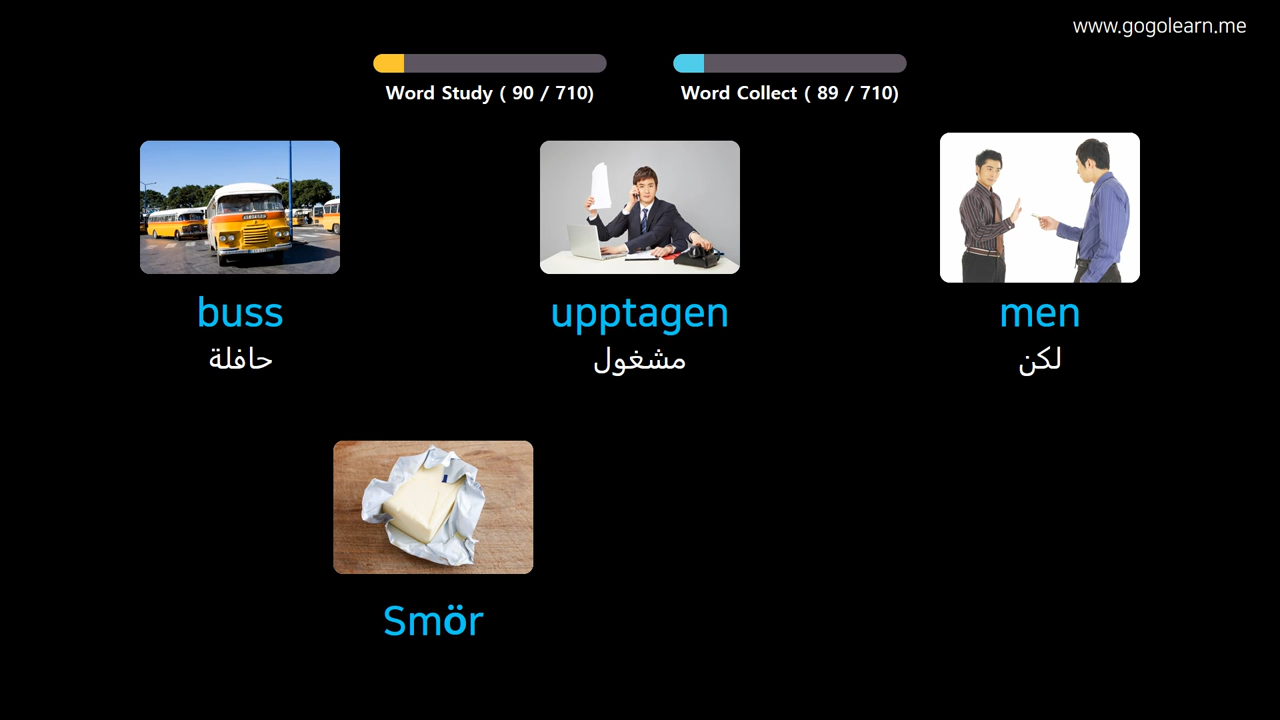 www.gogolearn.me
Word Study ( 90 / 710)
Word Collect ( 89 / 710)
buss
upptagen
men
حافلة
مشغول
لكن
Smör